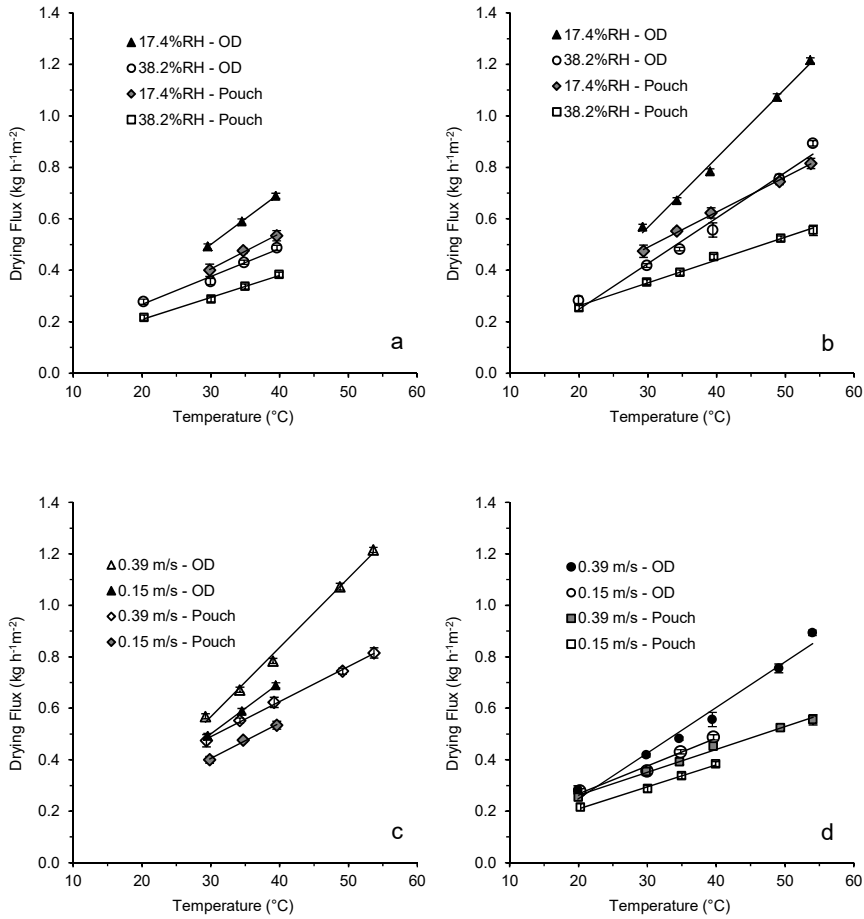 1.4
1.2
1.0
0.8
0.6
0.4
0.2
0.0
Drying Flux (kg h-1m-2)
17.4%RH - OD
38.2%RH - OD
17.4%RH - Pouch
38.2%RH - Pouch
a
10 20 30 40 50 60
Temperature (°C)
1.4
1.2
1.0
0.8
0.6
0.4
0.2
0.0
Drying Flux (kg h-1m-2)
17.4%RH - OD
38.2%RH - OD
17.4%RH - Pouch
38.2%RH - Pouch
b
10 20 30 40 50 60
Temperature (°C)
1.4
1.2
1.0
0.8
0.6
0.4
0.2
0.0
Drying Flux (kg h-1m-2)
0.39 m/s - OD
0.15 m/s - OD
0.39 m/s - Pouch
0.15 m/s - Pouch
c
10 20 30 40 50 60
Temperature (°C)
1.4
1.2
1.0
0.8
0.6
0.4
0.2
0.0
Drying Flux (kg h-1m-2)
0.39 m/s - OD
0.15 m/s - OD
0.39 m/s - Pouch
0.15 m/s - Pouch
d
10 20 30 40 50 60
Temperature (°C)